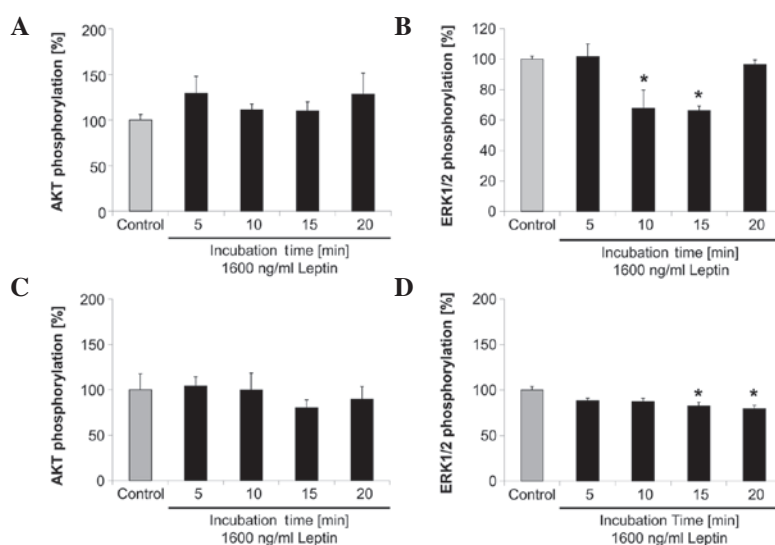 A
AKT phosphorylation [%]
200
150
100
50
0
Control 5 10 15 20
Incubation time [min]
1600 ng/ml Leptin
B
ERK1/2 phosphorylation [%]
120
100
80
60
40
20
0
* *
Control 5 10 15 20
Incubation time [min]
1600 ng/ml Leptin
C
AKT phosphorylation [%]
200
150
100
50
0
Control 5 10 15 20
Incubation time [min]
1600 ng/ml Leptin
D
ERK1/2 phosphorylation [%]
200
150
100
50
0
* *
Control 5 10 15 20
Incubation Time [min]
1600 ng/ml Leptin